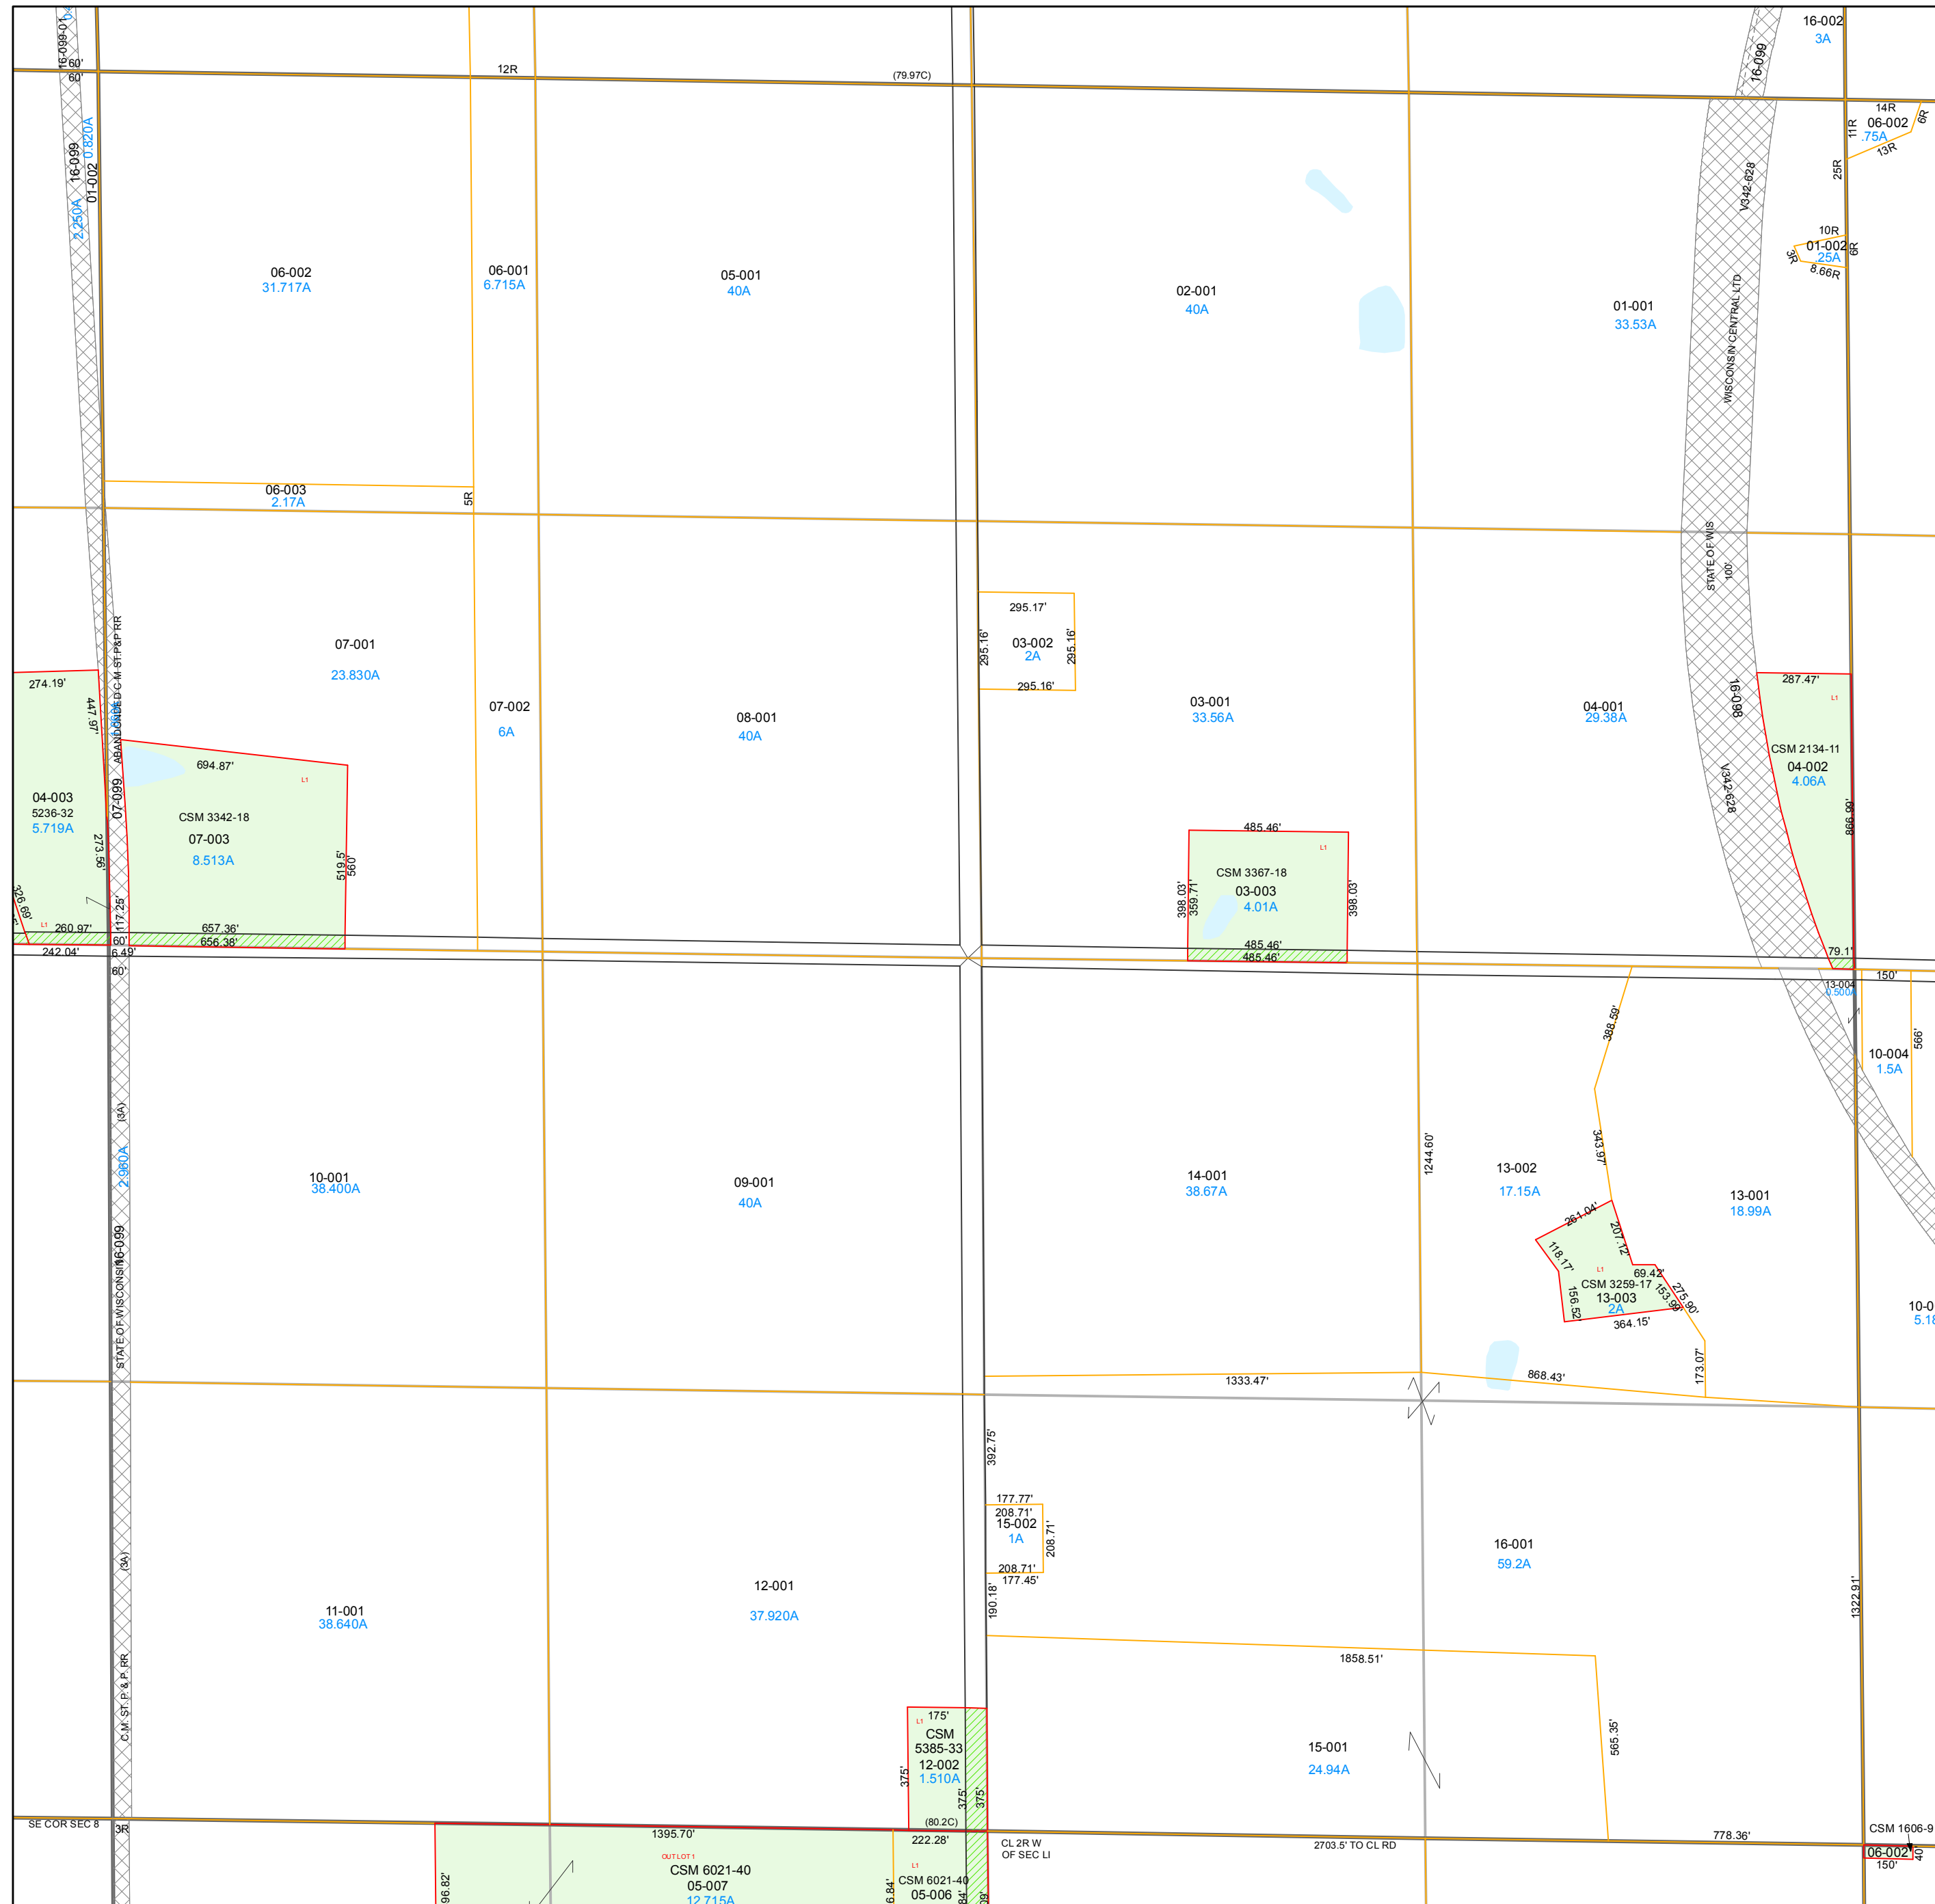 16-099-01
60'
60'
12R
(79.97C)
16-099
16-002
3A
14R
06-002
.75A
11R
6R
13R
25R
16-099
0.820A
01-002
2.250A
V342-628
10R
01-002
.25A
6R
3R
8.66R
06-002
31.717A
06-001
6.715A
05-001
40A
02-001
40A
01-001
33.53A
WISCONSIN CENTRAL LTD
06-003
2.17A
5R
STATE OF WIS
100'
295.17'
295.16'
03-002
2A
295.16'
295.16'
07-001
23.830A
ABANDONDED C M ST.P&P RR
274.19'
447.97'
07-002
6A
08-001
40A
03-001
33.56A
04-001
29.38A
16-098
287.47'
L1
CSM 2134-11
04-002
4.06A
V342-628
694.87'
L1
07-099
04-003
5236-32
5.719A
CSM 3342-18
07-003
8.513A
273.56'
519.5'
560'
485.46'
L1
CSM 3367-18
03-003
4.01A
398.03'
359.71'
398.03'
485.46'
485.46'
326.69'
L1
260.97'
117.25'
657.36'
60'
656.38'
242.04'
6.49'
60'
79.1'
150'
13-004
0.500A
388.59'
10-004
1.5A
566'
(3A)
2.960A
10-001
38.400A
09-001
40A
14-001
38.67A
1244.60'
343.97'
13-002
17.15A
13-001
18.99A
261.04'
207.12'
118.17'
L1
69.42'
CSM 3259-17
13-003
2A
153.99'
275.90'
156.52'
364.15'
16-099
STATE OF WISCONSIN
1333.47'
868.43'
173.07'
392.75'
177.77'
208.71'
15-002
1A
208.71'
208.71'
177.45'
190.18'
(3A)
16-001
59.2A
12-001
37.920A
11-001
38.640A
1322.91'
C.M. ST. P. & P. RR
1858.51'
565.35'
L1
175'
CSM
5385-33
12-002
1.510A
375'
375'
375'
15-001
24.94A
SE COR SEC 8
3R
(80.2C)
1395.70'
222.28'
CL 2R W
OF SEC LI
2703.5' TO CL RD
778.36'
CSM 1606-9
06-002
40'
150'
OUTLOT 1
CSM 6021-40
05-007
12.715A
96.82'
L1
CSM 6021-40
05-006